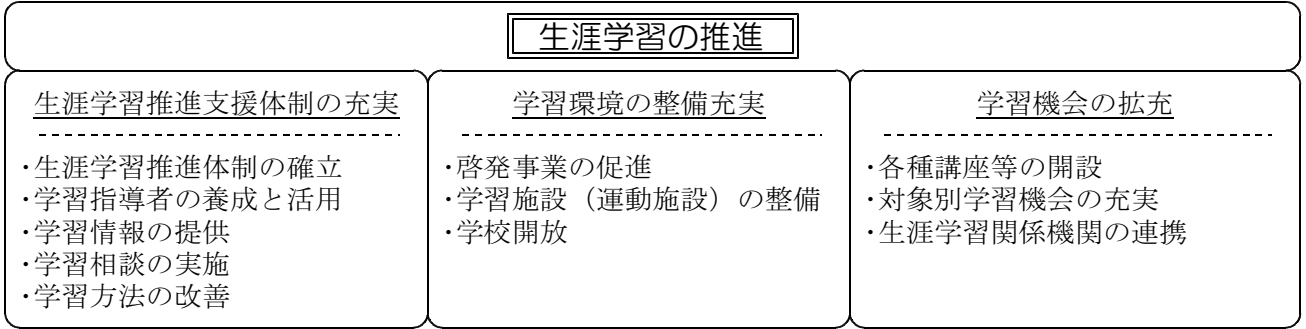 生涯学習の推進
生涯学習推進支援体制の充実
・生涯学習推進体制の確立
・学習指導者の養成と活用
・学習情報の提供
・学習相談の実施
・学習方法の改善
学習環境の整備充実
・啓発事業の促進
・学習施設（運動施設）の整備
・学校開放
学習機会の拡充
・各種講座等の開設
・対象別学習機会の充実
・生涯学習関係機関の連携